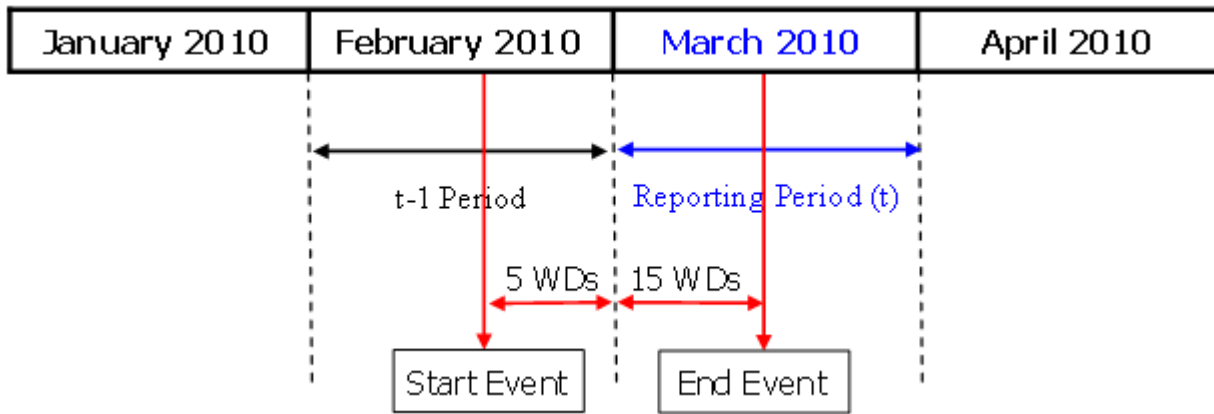 January 2010 February 2010 March 2010 April 2010
t-1 Period Reporting Period (t)
5 WDs 15 WDs
Start Event End Event